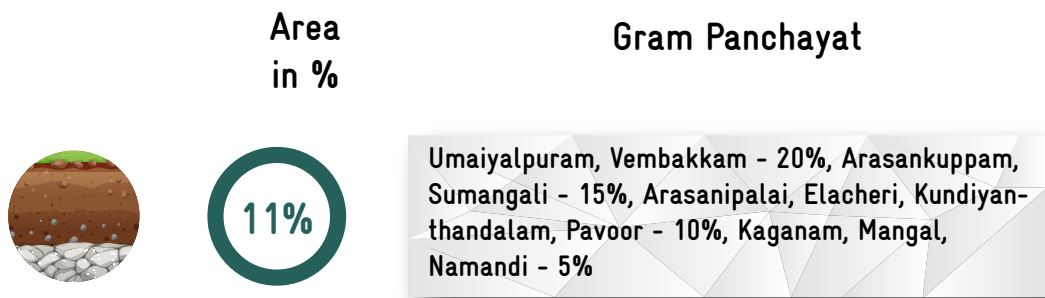 Area
in %
Gram Panchayat
11%
Umaiyalpuram, Vembakkam - 20%, Arasankuppam,
Sumangali - 15%, Arasanipalai, Elacheri, Kundiyan-
thandalam, Pavoor - 10%, Kaganam, Mangal,
Namandi - 5%